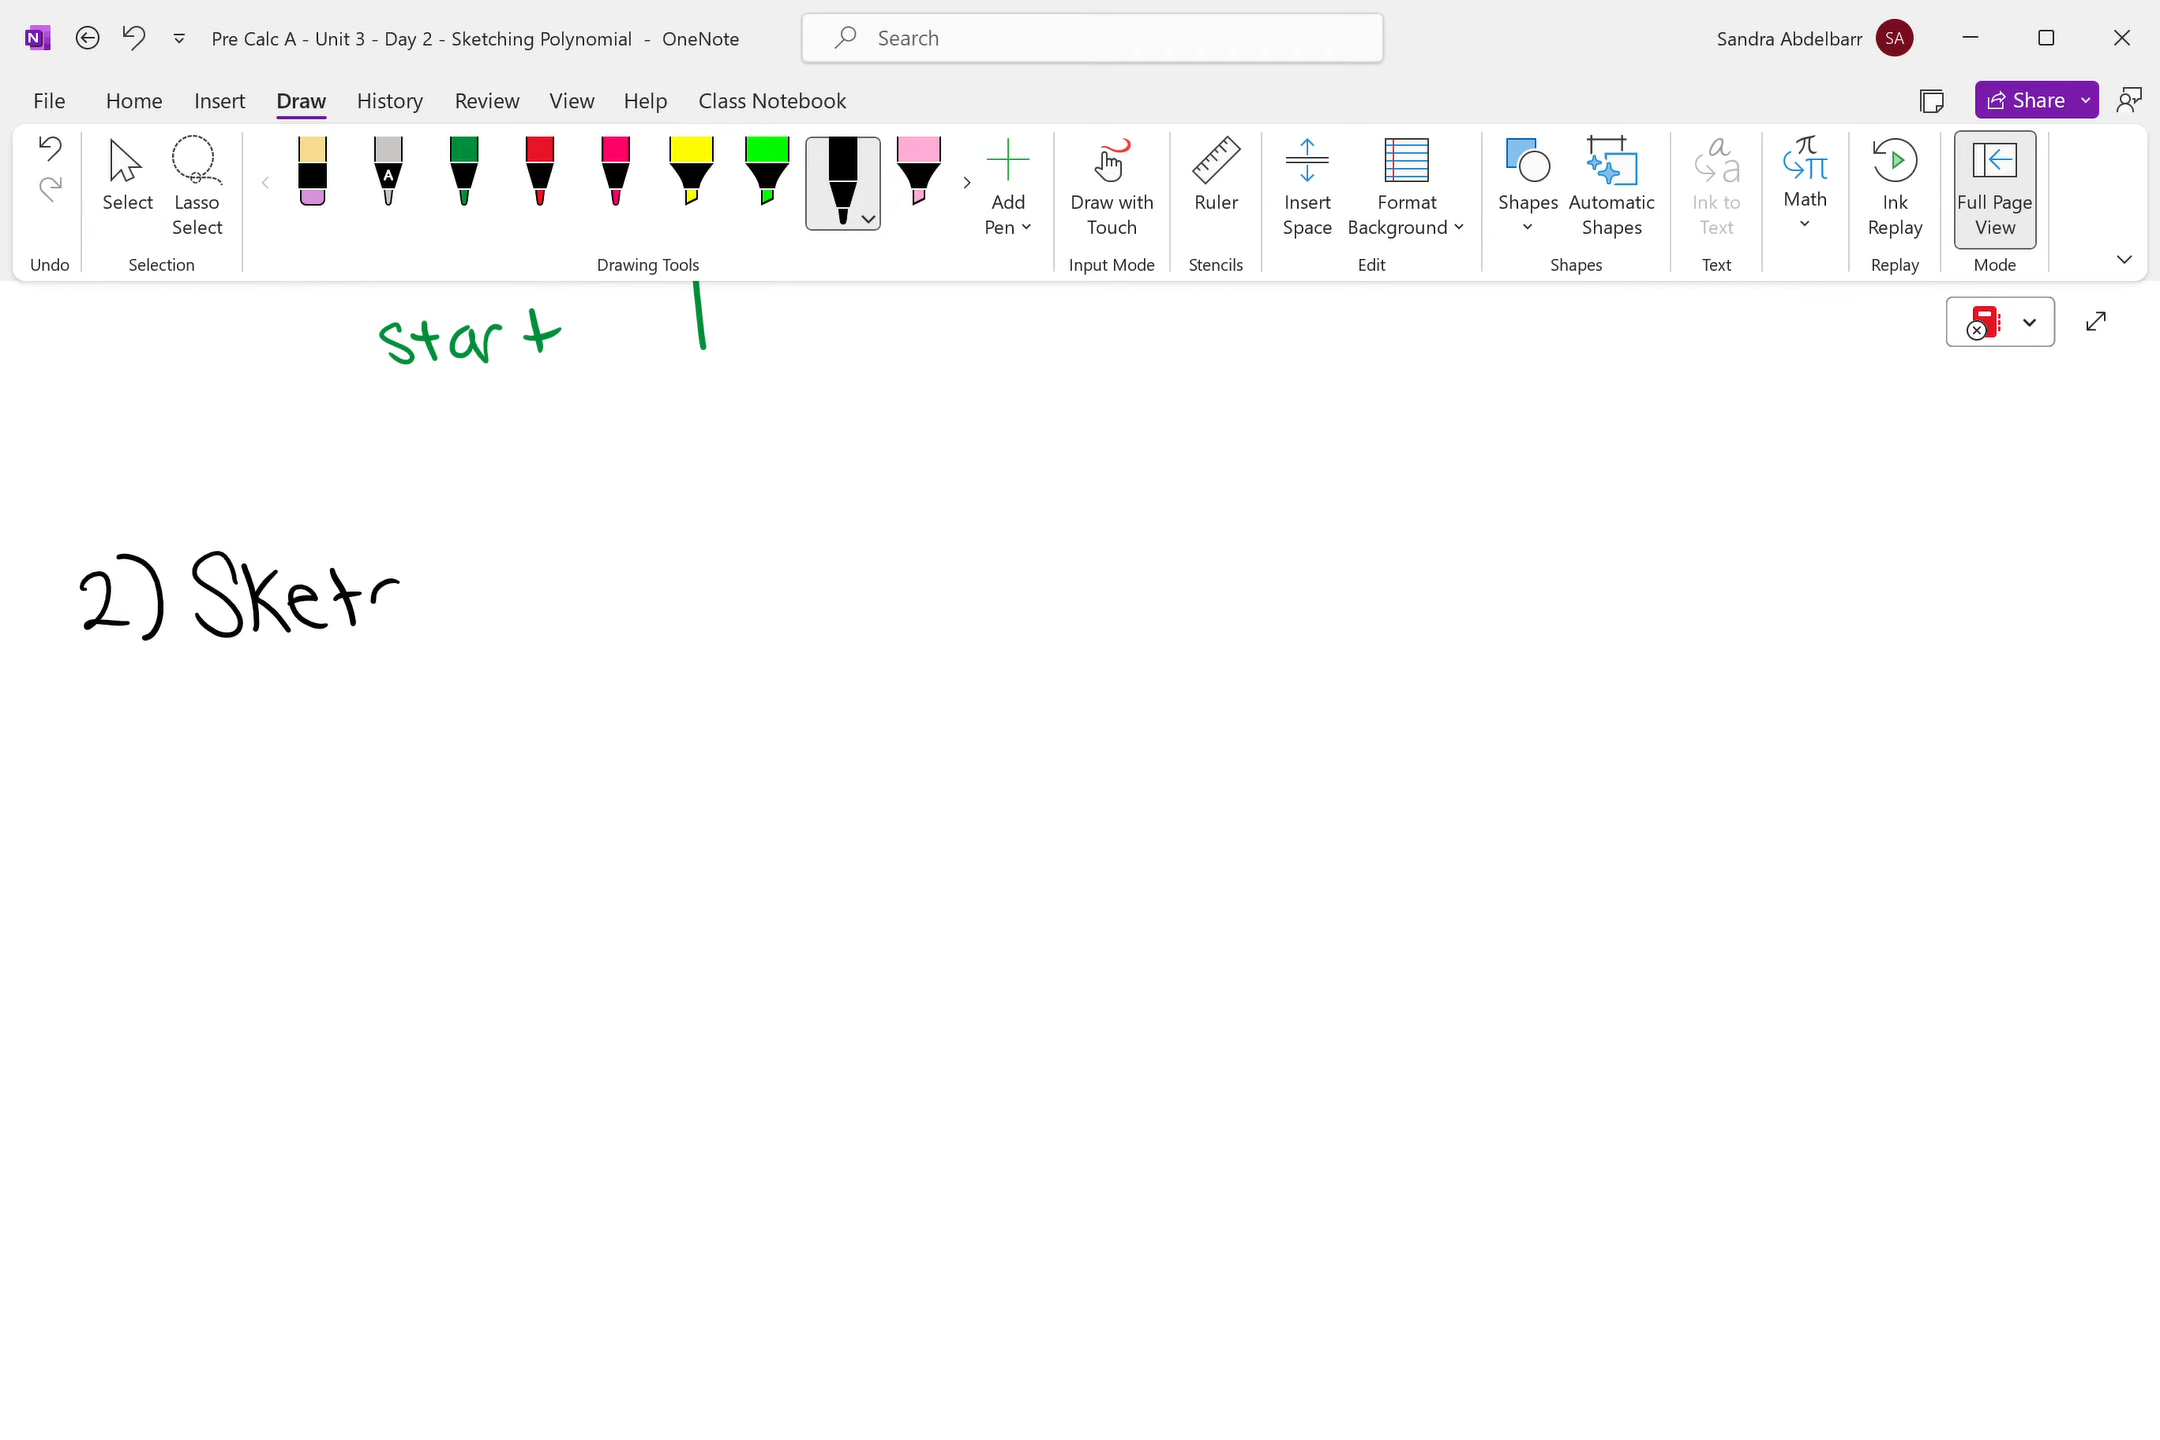 N Pre Calc A - Unit 3 - Day 2 - Sketching Polynomial - OneNote Search Sandra Abdelbarr SA
File Home Insert Draw History Review View Help Class Notebook Share
A a a π π
Select Lasso Select Add Pen Draw with Touch Ruler Insert Space Format Background Shapes Automatic Shapes Ink to Text Math Ink Replay Full Page View
Undo Selection Drawing Tools Input Mode Stencils Edit Shapes Text Replay Mode
start
2) Sketr